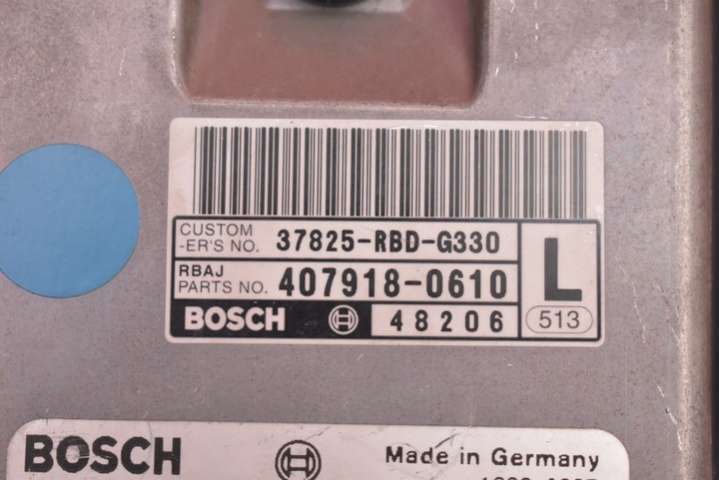 CUSTOM
-ER'S NO. 37825-RBD-G330
RBAJ
PARTS NO. 407918-0610
L
BOSCH 48206
513
BOSCH Made in Germany